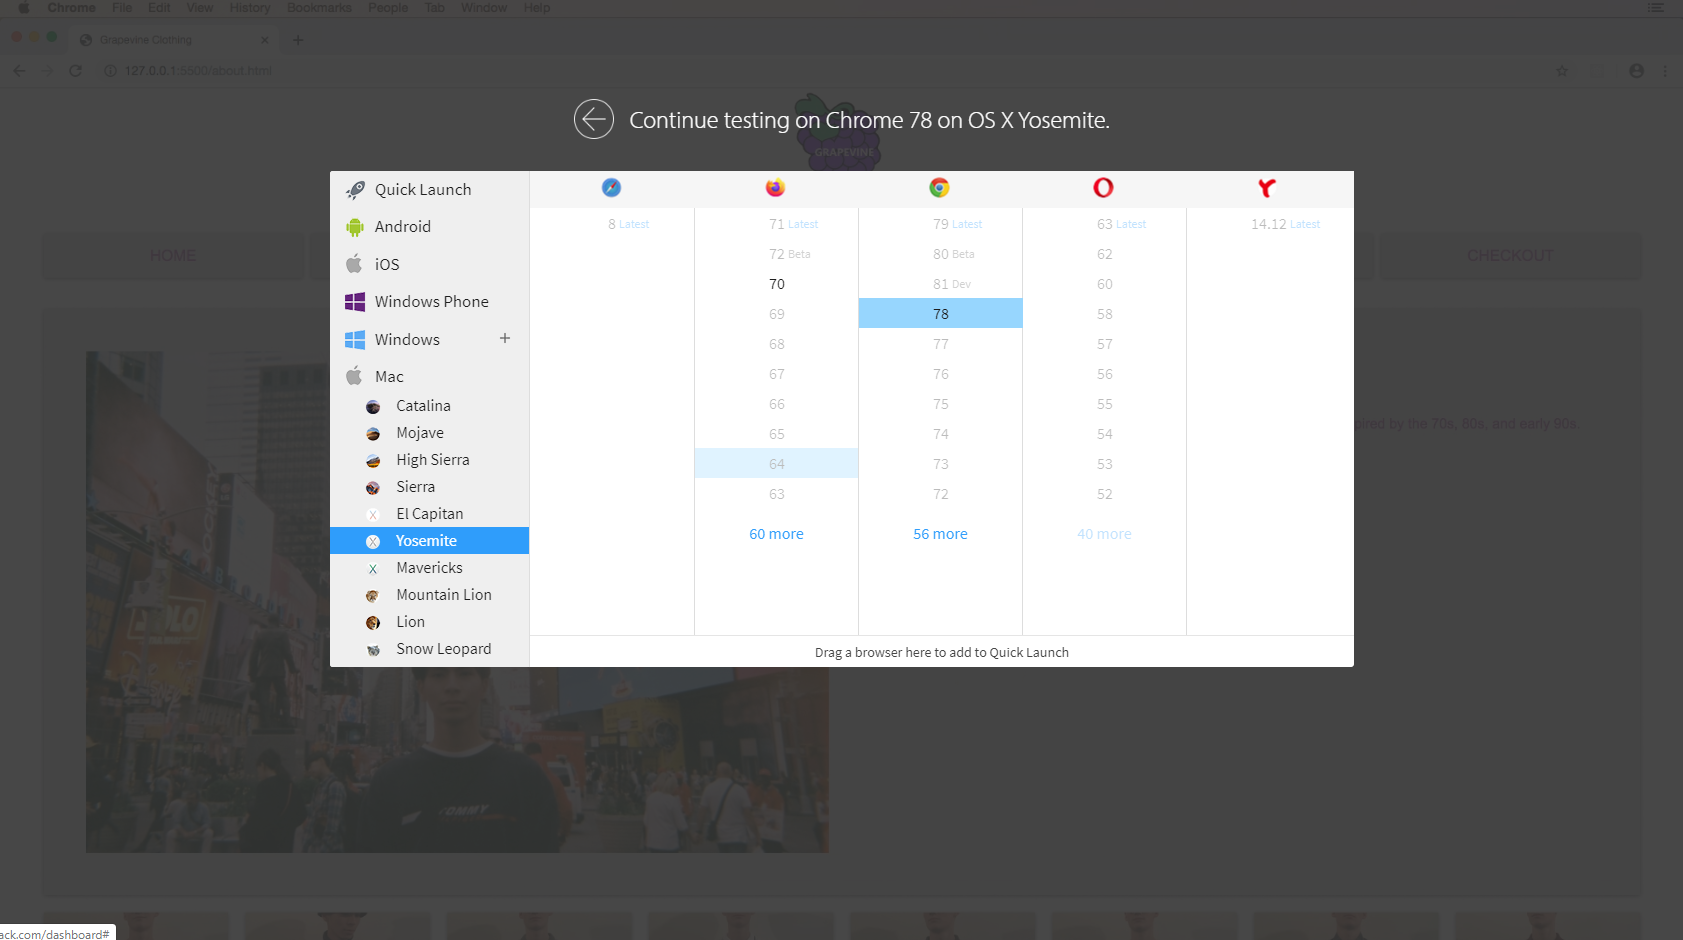 Chrome File Edit View History Bookmarks People Tab Window Help
Grapevine Clothing
127.0.0.1:5500/about.html
Continue testing on Chrome 78 on OS X Yosemite.
GRAPEVINE
HOME
CHECKOUT
Quick Launch
Android
iOS
Windows Phone
Windows +
Mac
Catalina
Mojave
High Sierra
Sierra
El Capitan
Yosemite
Mavericks
Mountain Lion
Lion
Snow Leopard
8 Latest
71 Latest
72 Beta
70
69
68
67
66
65
64
63
60 more
79 Latest
80 Beta
81 Dev
78
77
76
75
74
73
72
56 more
63 Latest
62
60
58
57
56
55
54
53
52
40 more
14.12 Latest
Drag a browser here to add to Quick Launch
by the 70s, 80s, and early 90s.
TOMMY
ack.com/dashboard#